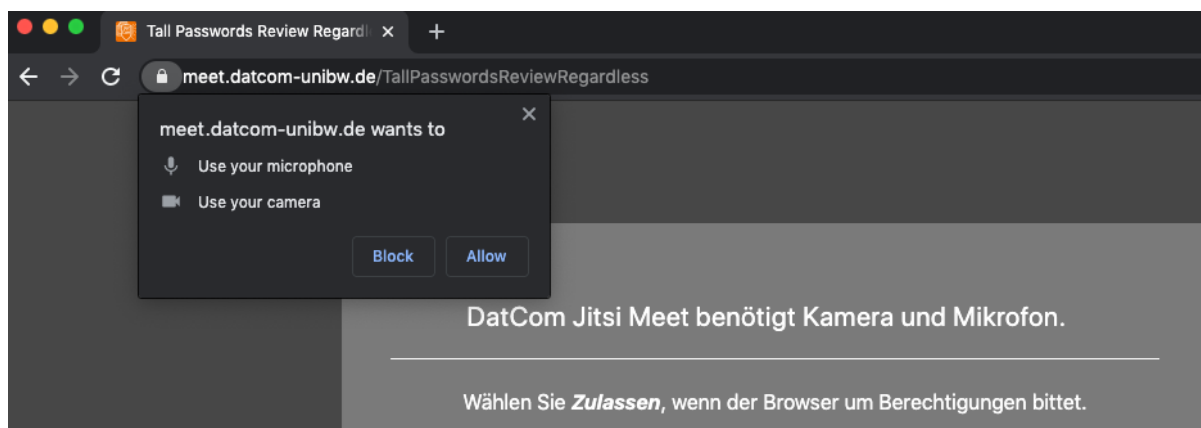 Tall Passwords Review Regardl
meet.datcom-unibw.de/TallPasswordsReviewRegardless
meet.datcom-unibw.de wants to
Use your microphone
Use your camera
Block Allow
DatCom Jitsi Meet benötigt Kamera und Mikrofon.
Wählen Sie Zulassen, wenn der Browser um Berechtigungen bittet.